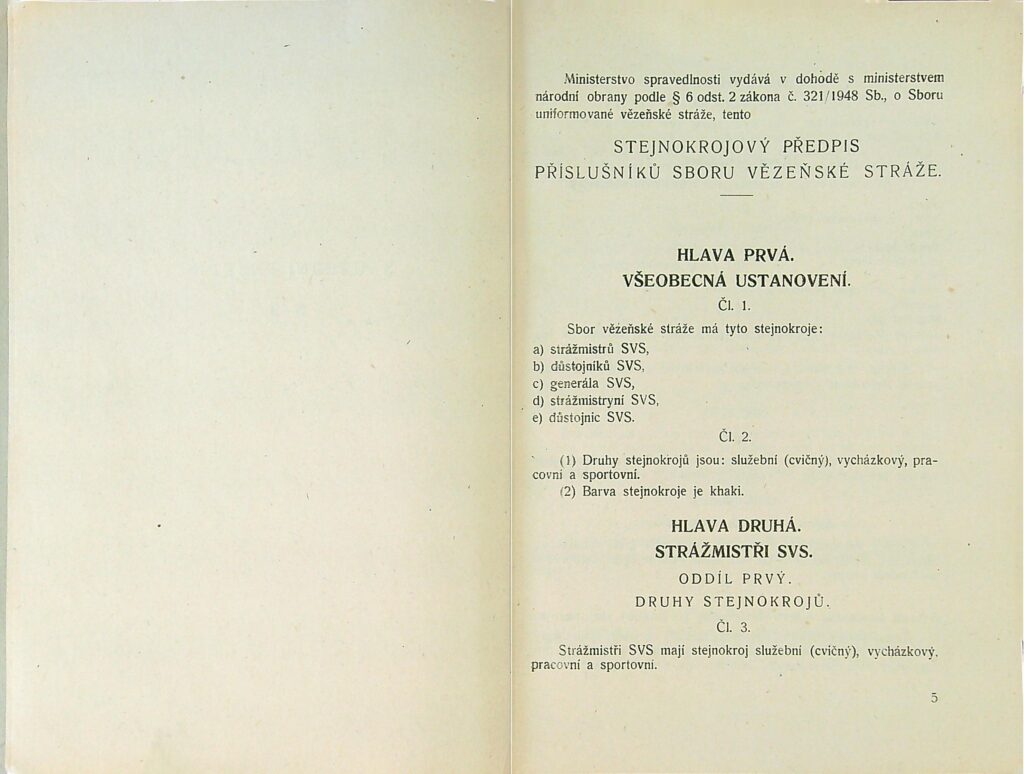 Ministerstvo spravedlnosti vydává v dohodě s ministerstvem
národní obrany podle § 6 odst. 2 zákona č. 321/1948 Sb., o Sboru
uniformované vězeňské stráže, tento
STEJNOKROJOVÝ PŘEDPIS
PŘÍSLUŠNÍKŮ SBORU VĚZEŇSKÉ STRÁŽE.
HLAVA PRVÁ.
VŠEOBECNÁ USTANOVENÍ.
Čl. 1.
Sbor vězeňské stráže má tyto stejnokroje:
a) strážmistrů SVS,
b) důstojníků SVS,
c) generála SVS,
d) strážmistryní SVS,
e) důstojnic SVS.
Čl. 2.
(1) Druhy stejnokrojů jsou: služební (cvičný), vycházkový, pra-
covní a sportovní.
(2) Barva stejnokroje je khaki.
HLAVA DRUHÁ.
STRÁŽMISTŘI SVS.
ODDÍL PRVÝ.
DRUHY STEJNOKROJŮ.
Čl. 3.
Strážmistři SVS mají stejnokroj služební (cvičný), vycházkový,
pracovní a sportovní.
5